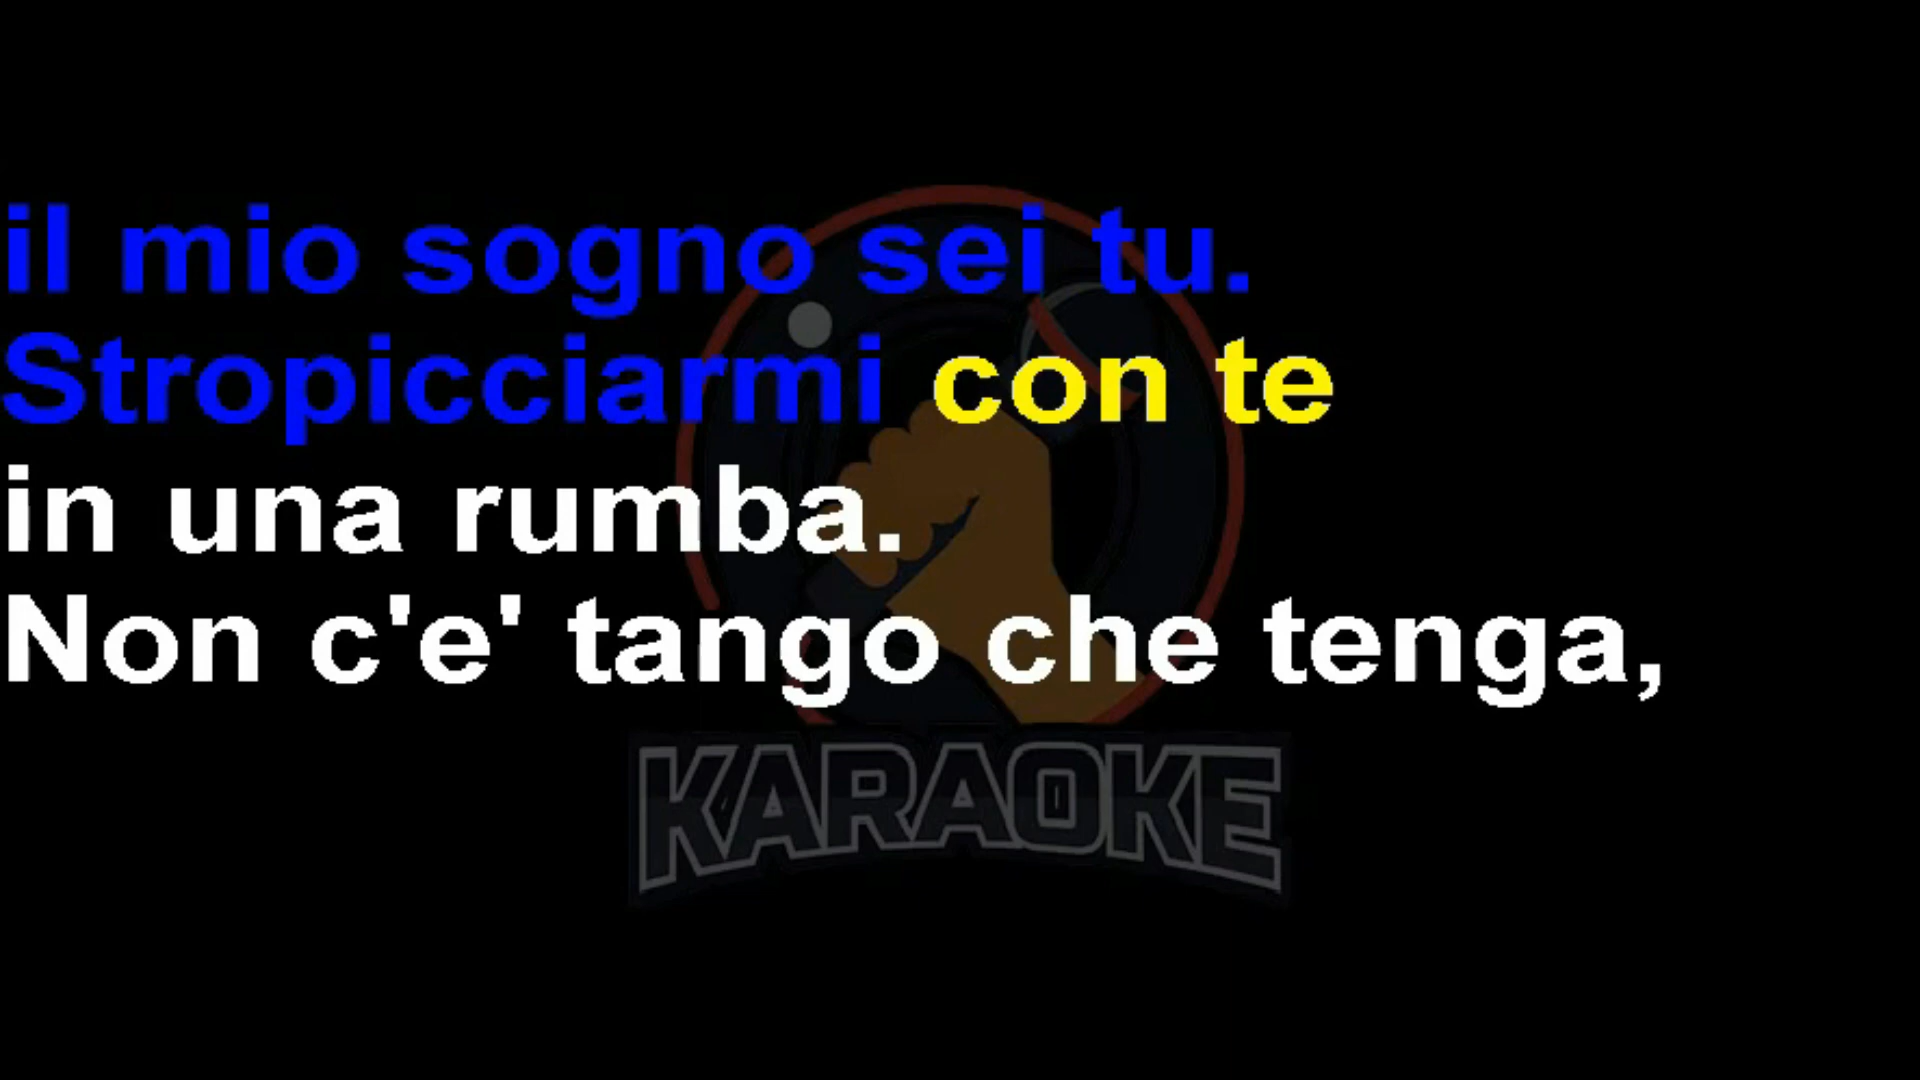 il mio sogno sei tu.
Stropicciarmi con te
in una rumba.
Non c'e' tango che tenga,
KARAOKE